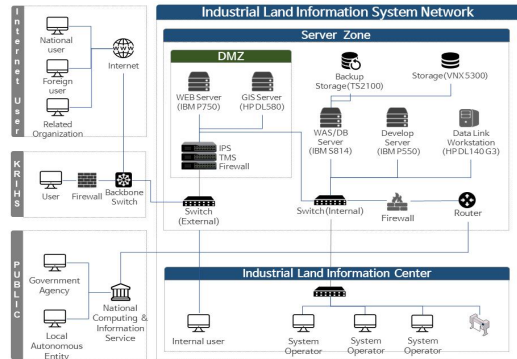 Industrial Land Information System Network
Internet User
National
user
Foreign
user
Related
Organization
Internet
Server Zone
DMZ
WEB Server
(IBM P750)
GIS Server
(HP DL580)
IPS
TMS
Firewall
Backup
Storage(TS2100)
Storage(VNX5300)
WAS/DB
Server
(IBM S814)
Develop
Server
(IBM P550)
Data Link
Workstation
(HP DL140 G3)
KRIHS
User
Firewall
Backbone
Switch
Switch
(External)
Switch(Internal)
Firewall
Router
PUBLIC
Government
Agency
Local
Autonomous
Entity
National
Computing &
Information
Service
Industrial Land Information Center
Internal user
System
Operator
System
Operator
System
Operator